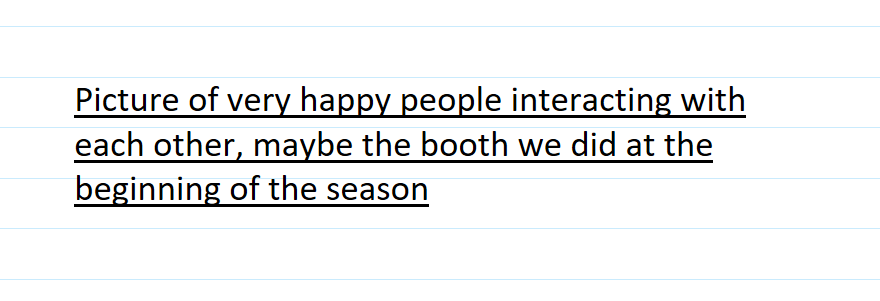 Picture of very happy people interacting with
each other, maybe the booth we did at the
beginning of the season